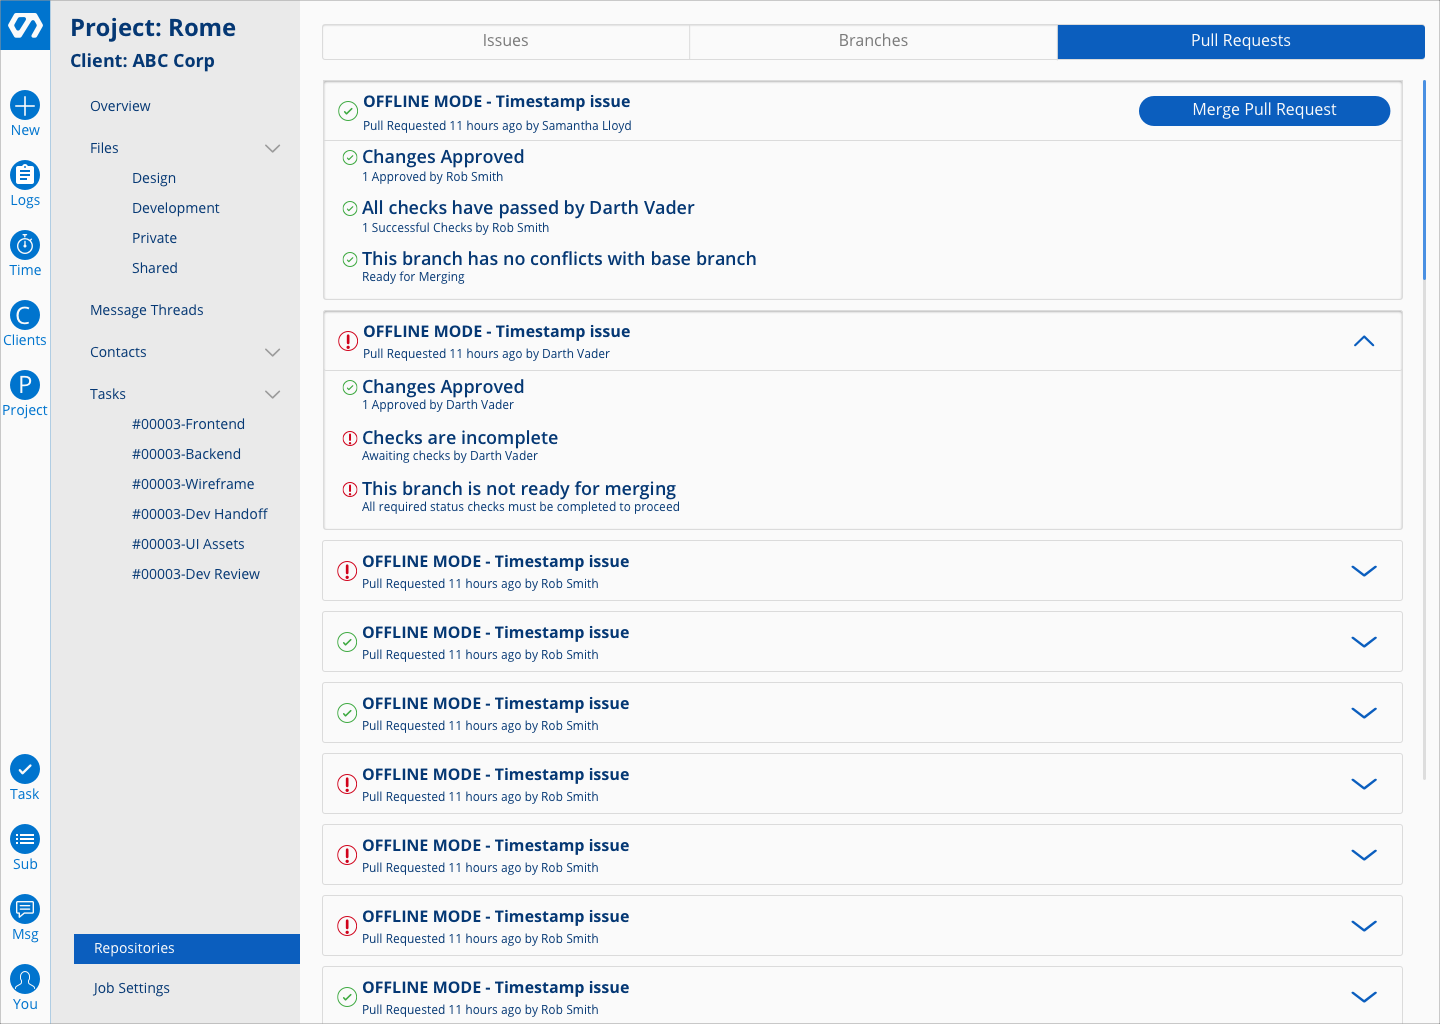 New
Logs
Time
C
Clients
P
Project
Task
Sub
Msg
You
Project: Rome
Client: ABC Corp
Overview
Files
Design
Development
Private
Shared
Message Threads
Contacts
Tasks
#00003-Frontend
#00003-Backend
#00003-Wireframe
#00003-Dev Handoff
#00003-UI Assets
#00003-Dev Review
Repositories
Job Settings
Issues
Branches
Pull Requests
OFFLINE MODE - Timestamp issue
Pull Requested 11 hours ago by Samantha Lloyd
Merge Pull Request
Changes Approved
1 Approved by Rob Smith
All checks have passed by Darth Vader
1 Successful Checks by Rob Smith
This branch has no conflicts with base branch
Ready for Merging
OFFLINE MODE - Timestamp issue
Pull Requested 11 hours ago by Darth Vader
Changes Approved
1 Approved by Darth Vader
Checks are incomplete
Awaiting checks by Darth Vader
This branch is not ready for merging
All required status checks must be completed to proceed
OFFLINE MODE - Timestamp issue
Pull Requested 11 hours ago by Rob Smith
OFFLINE MODE - Timestamp issue
Pull Requested 11 hours ago by Rob Smith
OFFLINE MODE - Timestamp issue
Pull Requested 11 hours ago by Rob Smith
OFFLINE MODE - Timestamp issue
Pull Requested 11 hours ago by Rob Smith
OFFLINE MODE - Timestamp issue
Pull Requested 11 hours ago by Rob Smith
OFFLINE MODE - Timestamp issue
Pull Requested 11 hours ago by Rob Smith
OFFLINE MODE - Timestamp issue
Pull Requested 11 hours ago by Rob Smith